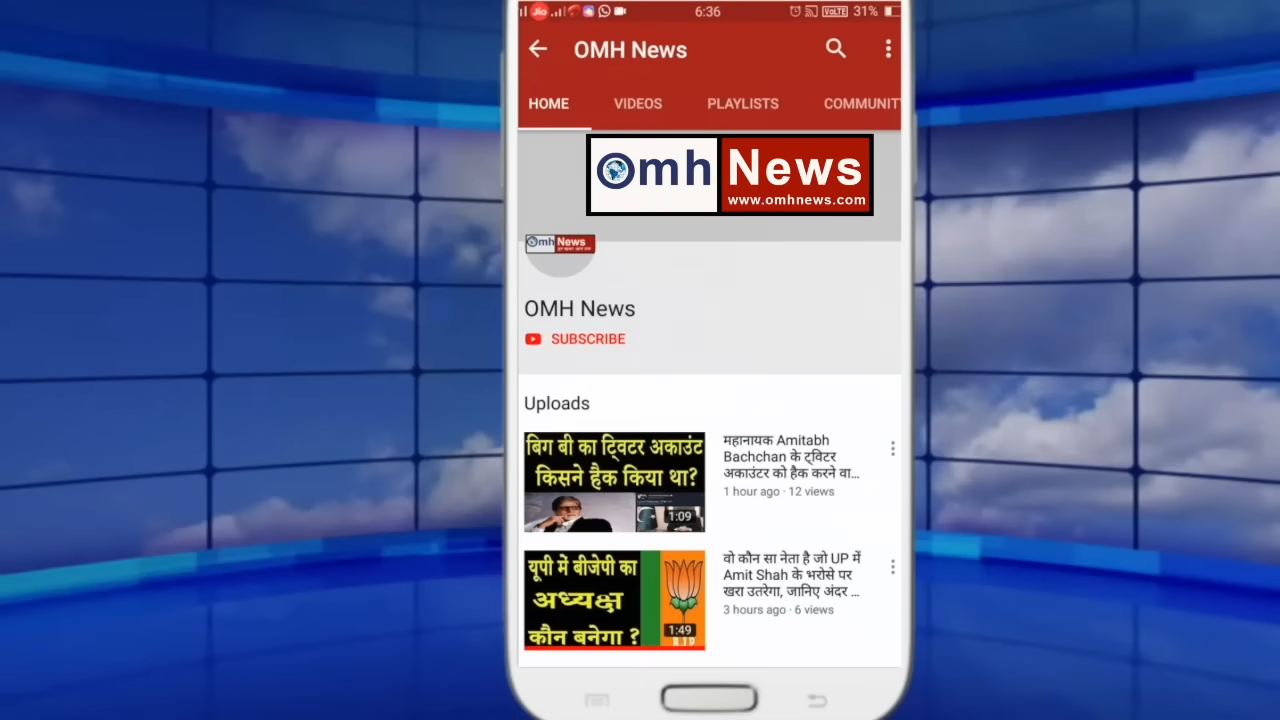 Jio 6:36 VoLTE 31%
OMH News
HOME VIDEOS PLAYLISTS COMMUNIT
Omh News
www.omhnews.com
Omh News
OMH News
SUBSCRIBE
Uploads
बिग बी का ट्विटर अकाउंट
किसने हैक किया था?
1:09
महानायक Amitabh
Bachchan के ट्विटर
अकाउंटर को हैक करने वा...
1 hour ago · 12 views
यूपी में बीजेपी का
अध्यक्ष
कौन बनेगा ?
1:49
B.J.P
वो कौन सा नेता है जो UP में
Amit Shah के भरोसे पर
खरा उतरेगा, जानिए अंदर ...
3 hours ago · 6 views